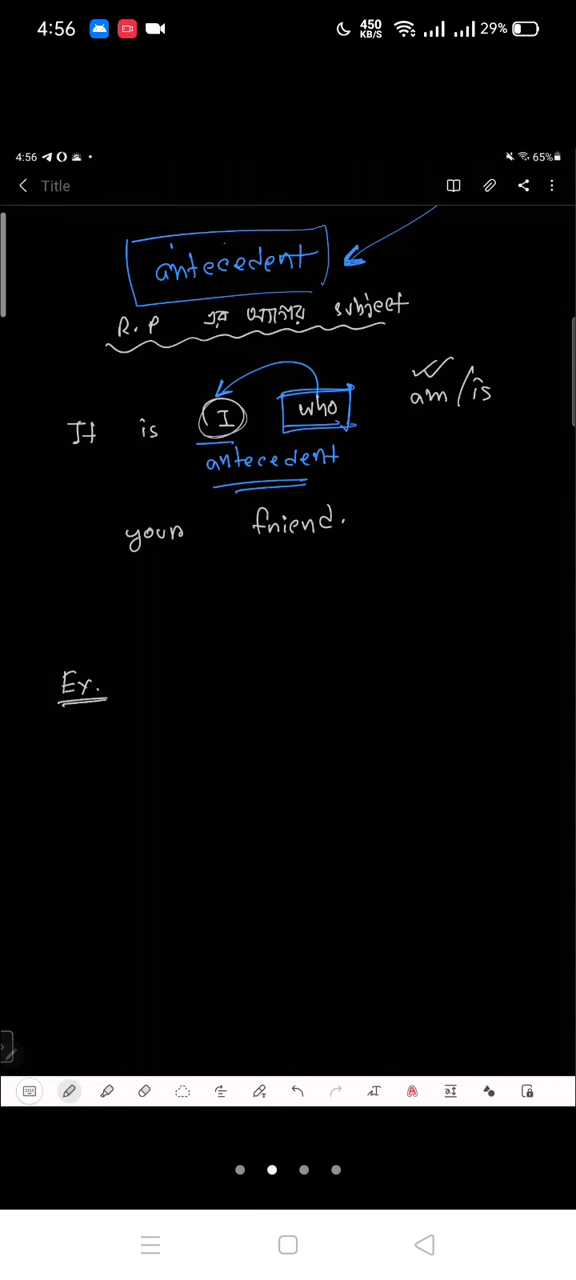 4:56 450 KB/S 29%
4:56 65%
Title
antecedent
R.P এর আগের subject
It is I who am/is
antecedent
your friend.
Ex.